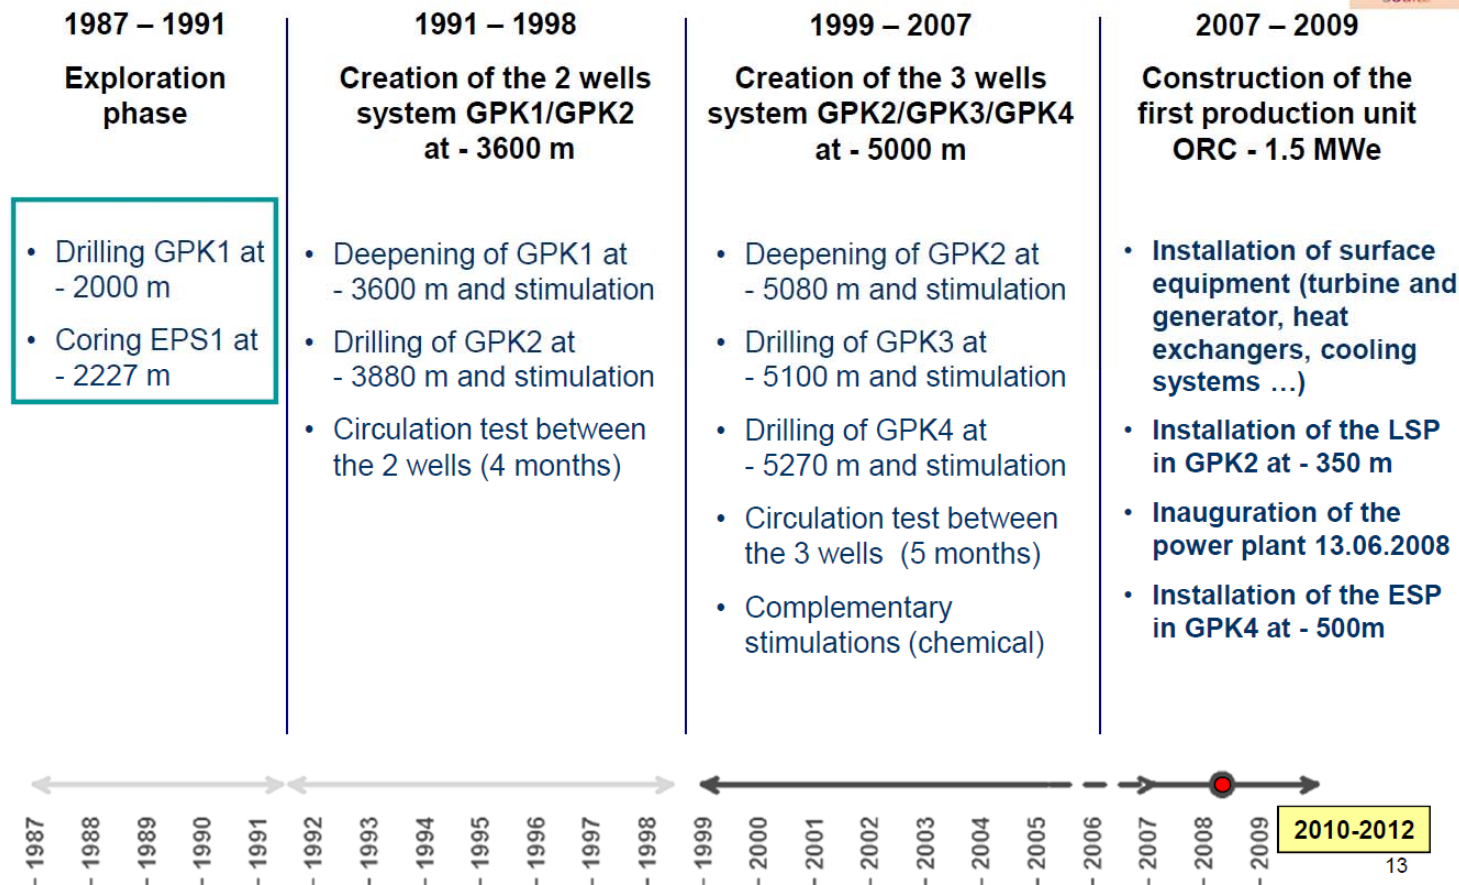 1987 – 1991
Exploration
phase
• Drilling GPK1 at
- 2000 m
• Coring EPS1 at
- 2227 m
1991 – 1998
Creation of the 2 wells
system GPK1/GPK2
at - 3600 m
• Deepening of GPK1 at
- 3600 m and stimulation
• Drilling of GPK2 at
- 3880 m and stimulation
• Circulation test between
the 2 wells (4 months)
1999 – 2007
Creation of the 3 wells
system GPK2/GPK3/GPK4
at - 5000 m
• Deepening of GPK2 at
- 5080 m and stimulation
• Drilling of GPK3 at
- 5100 m and stimulation
• Drilling of GPK4 at
- 5270 m and stimulation
• Circulation test between
the 3 wells (5 months)
• Complementary
stimulations (chemical)
2007 – 2009
Construction of the
first production unit
ORC - 1.5 MWe
• Installation of surface
equipment (turbine and
generator, heat
exchangers, cooling
systems …)
• Installation of the LSP
in GPK2 at - 350 m
• Inauguration of the
power plant 13.06.2008
• Installation of the ESP
in GPK4 at - 500m
- 1987
- 1988
- 1989
- 1990
- 1991
- 1992
- 1993
- 1994
- 1995
- 1996
- 1997
- 1998
- 1999
- 2000
- 2001
- 2002
- 2003
- 2004
- 2005
- 2006
- 2007
- 2008
- 2009
2010-2012
13